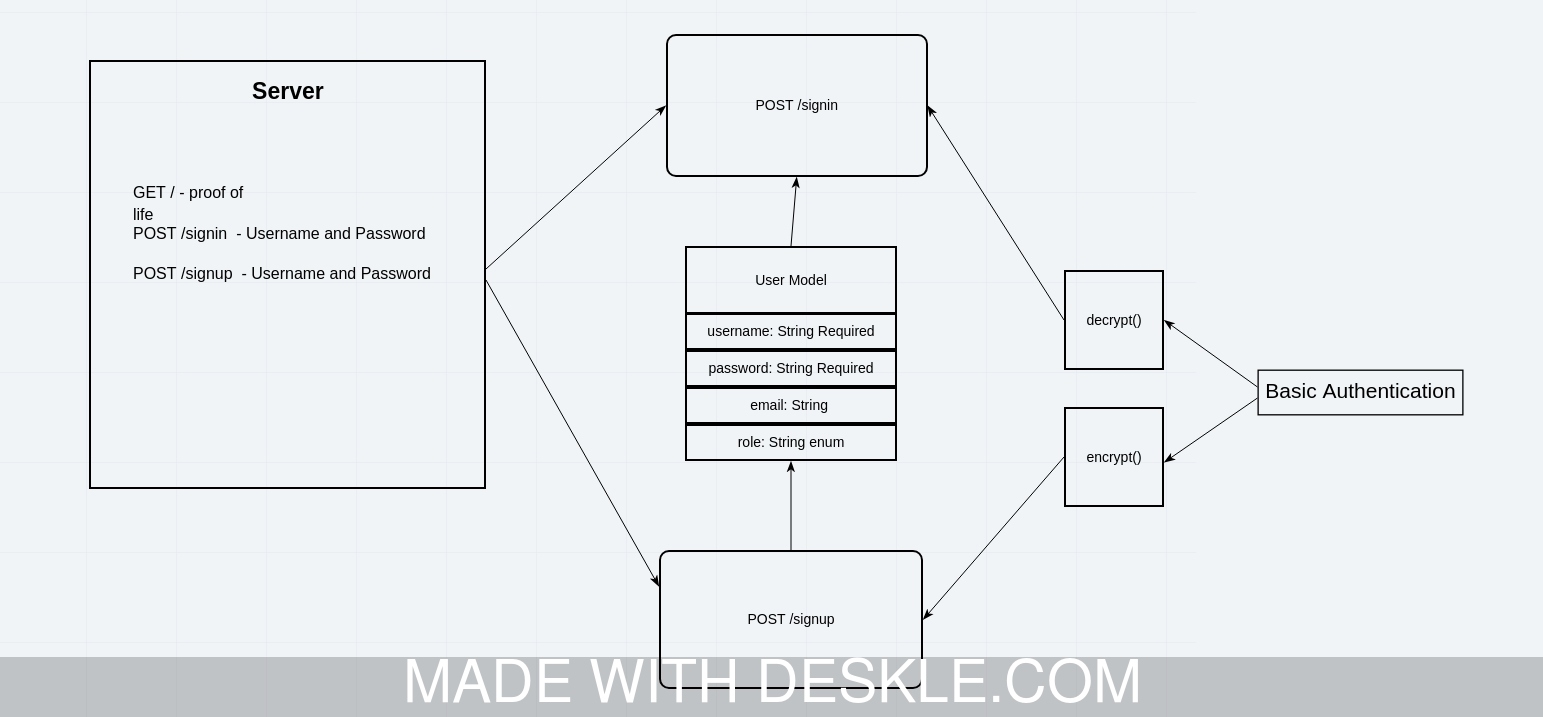 Server
GET / - proof of
life
POST /signin  - Username and Password
POST /signup  - Username and Password
POST /signin
User Model
username: String Required
password: String Required
email: String
role: String enum
POST /signup
decrypt()
encrypt()
Basic Authentication
MADE WITH DESKLE.COM